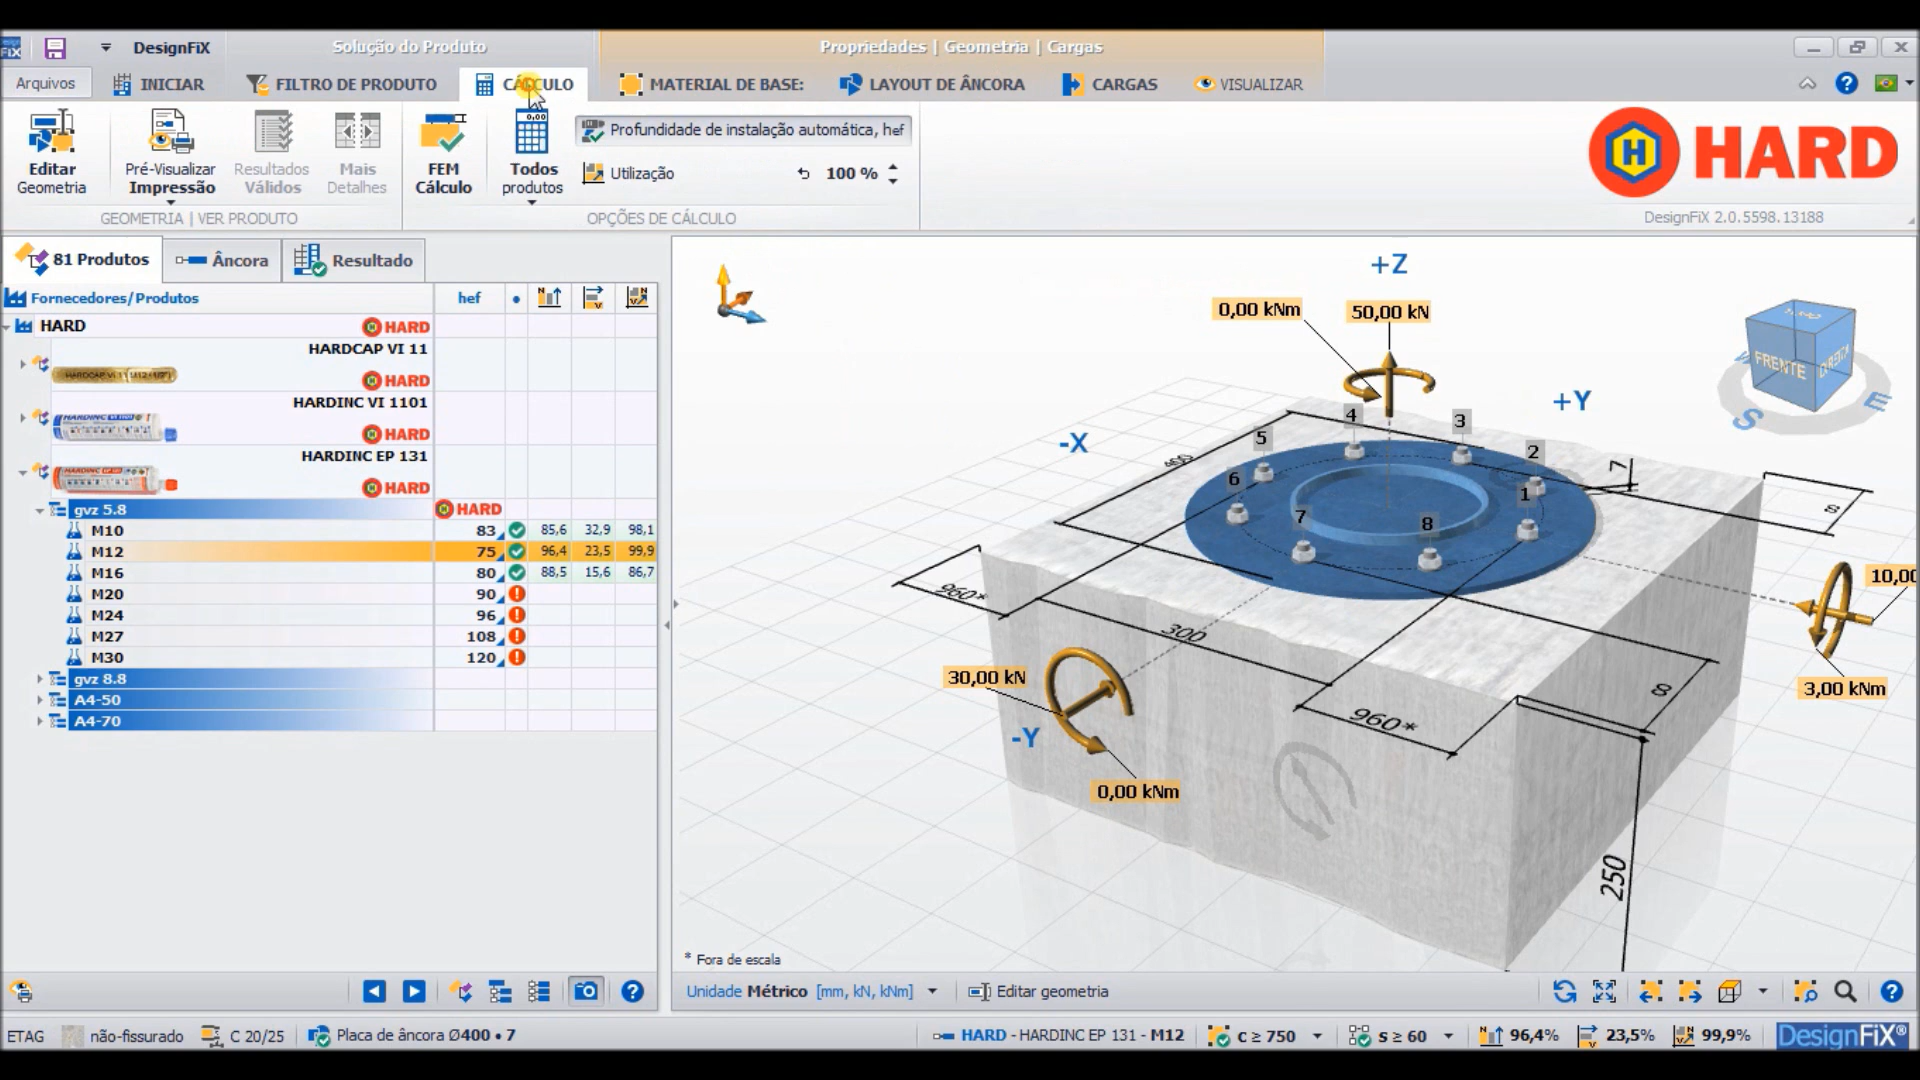 DesignFiX
Solução do Produto
Propriedades | Geometria | Cargas
Arquivos
INICIAR
FILTRO DE PRODUTO
CÁLCULO
MATERIAL DE BASE:
LAYOUT DE ÂNCORA
CARGAS
VISUALIZAR
Editar
Geometria
Pré-Visualizar
Impressão
Resultados
Válidos
Mais
Detalhes
FEM
Cálculo
0,00
Todos
produtos
Profundidade de instalação automática, hef
Utilização
100 %
GEOMETRIA | VER PRODUTO
OPÇÕES DE CÁLCULO
H HARD
DesignFiX 2.0.5598.13188
81 Produtos
Âncora
Resultado
Fornecedores/Produtos
hef
HARD
HARD
HARDCAP VI 11
HARD
HARDINC VI 1101
HARD
HARDINC EP 131
HARD
gvz 5.8
HARD
M10 83 85,6 32,9 98,1
M12 75 96,4 23,5 99,9
M16 80 88,5 15,6 86,7
M20 90
M24 96
M27 108
M30 120
gvz 8.8
A4-50
A4-70
+Z
0,00 kNm
50,00 kN
+Y
-X
FRENTE
DIREITA
S
E
4
3
5
2
6
1
7
8
7
8
960*
300
10,00
30,00 kN
8
3,00 kNm
960*
-Y
0,00 kNm
250
* Fora de escala
Unidade Métrico [mm, kN, kNm]
Editar geometria
ETAG
não-fissurado
C 20/25
Placa de âncora Ø400 • 7
HARD - HARDINC EP 131 - M12
c ≥ 750
s ≥ 60
96,4%
23,5%
99,9%
DesignFiX®